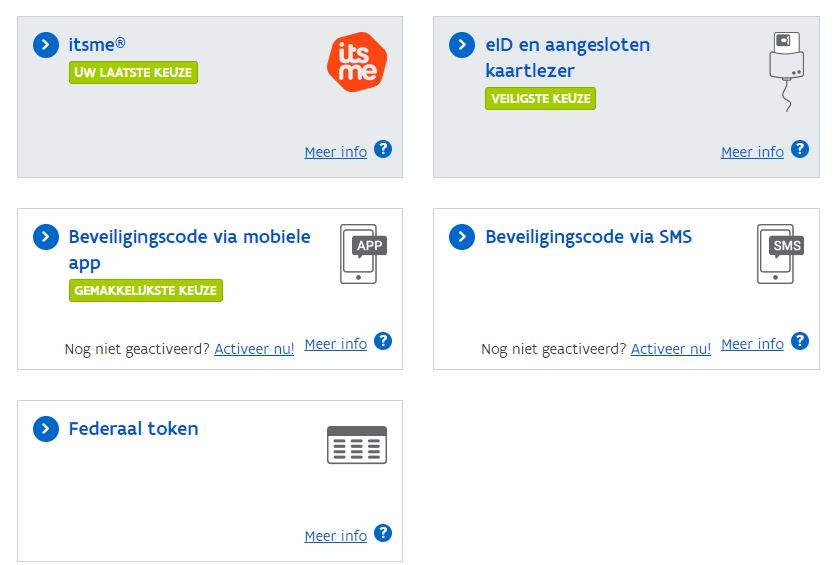 itsme®
UW LAATSTE KEUZE
its
me
Meer info ?
eID en aangesloten
kaartlezer
VEILIGSTE KEUZE
Meer info ?
Beveiligingscode via mobiele
app
GEMAKKELIJKSTE KEUZE
APP
Nog niet geactiveerd? Activeer nu! Meer info ?
Beveiligingscode via SMS
SMS
Nog niet geactiveerd? Activeer nu! Meer info ?
Federaal token
Meer info ?